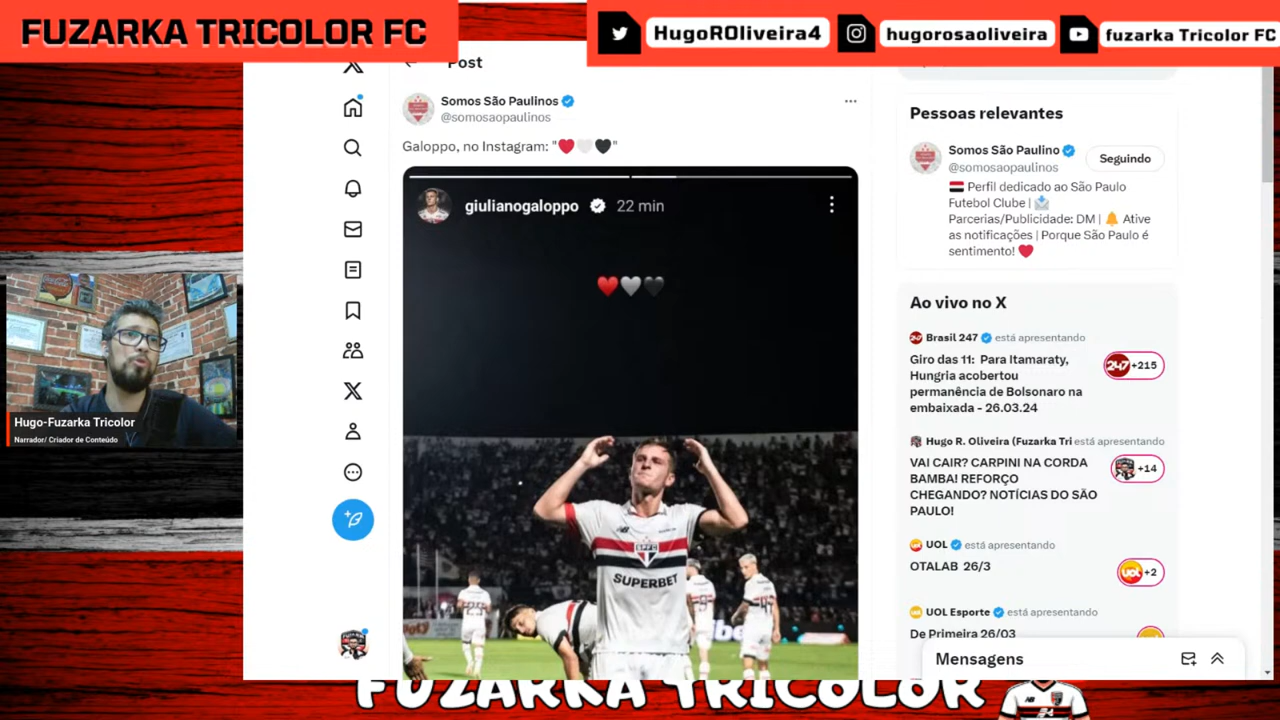 FUZARKA TRICOLOR FC
HugoROliveira4
hugorosaoliveira
fuzarka Tricolor FC
Post
Somos São Paulinos
@somosaopaulinos
Galoppo, no Instagram: "❤️🤍🖤"
giulianogaloppo 22 min
SPFC
SUPERBET
Pessoas relevantes
Somos São Paulino
@somosaopaulinos
Seguindo
Perfil dedicado ao São Paulo
Futebol Clube |
Parcerias/Publicidade: DM | 🔔 Ative
as notificações | Porque São Paulo é
sentimento! ❤️
Ao vivo no X
Brasil 247 está apresentando
Giro das 11: Para Itamaraty,
Hungria acobertou
permanência de Bolsonaro na
embaixada - 26.03.24
247 +215
Hugo R. Oliveira (Fuzarka Tri está apresentando
VAI CAIR? CARPINI NA CORDA
BAMBA! REFORÇO
CHEGANDO? NOTÍCIAS DO SÃO
PAULO!
+14
UOL está apresentando
OTALAB 26/3
UOL +2
UOL Esporte está apresentando
De Primeira 26/03
Mensagens
Hugo-Fuzarka Tricolor
Narrador/ Criador de Conteúdo
FUZARKA TRICOLOR